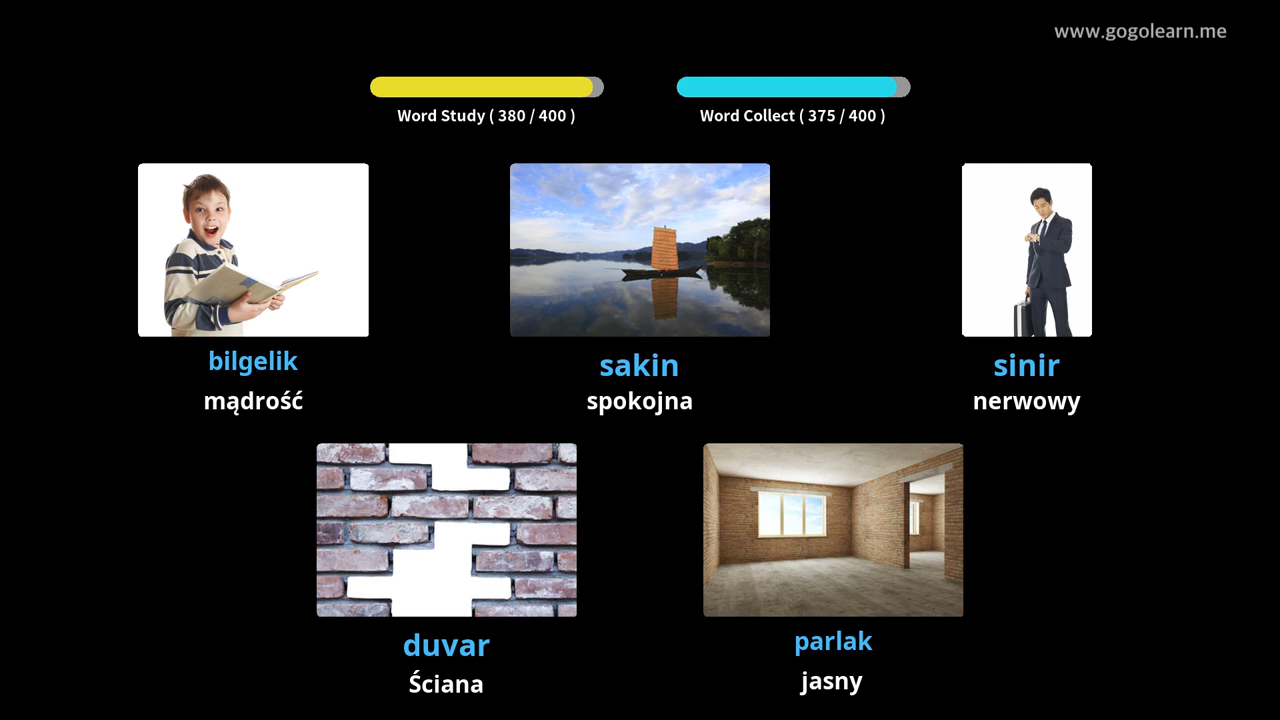 www.gogolearn.me
Word Study ( 380 / 400 )
Word Collect ( 375 / 400 )
bilgelik
mądrość
sakin
spokojna
sinir
nerwowy
duvar
Ściana
parlak
jasny